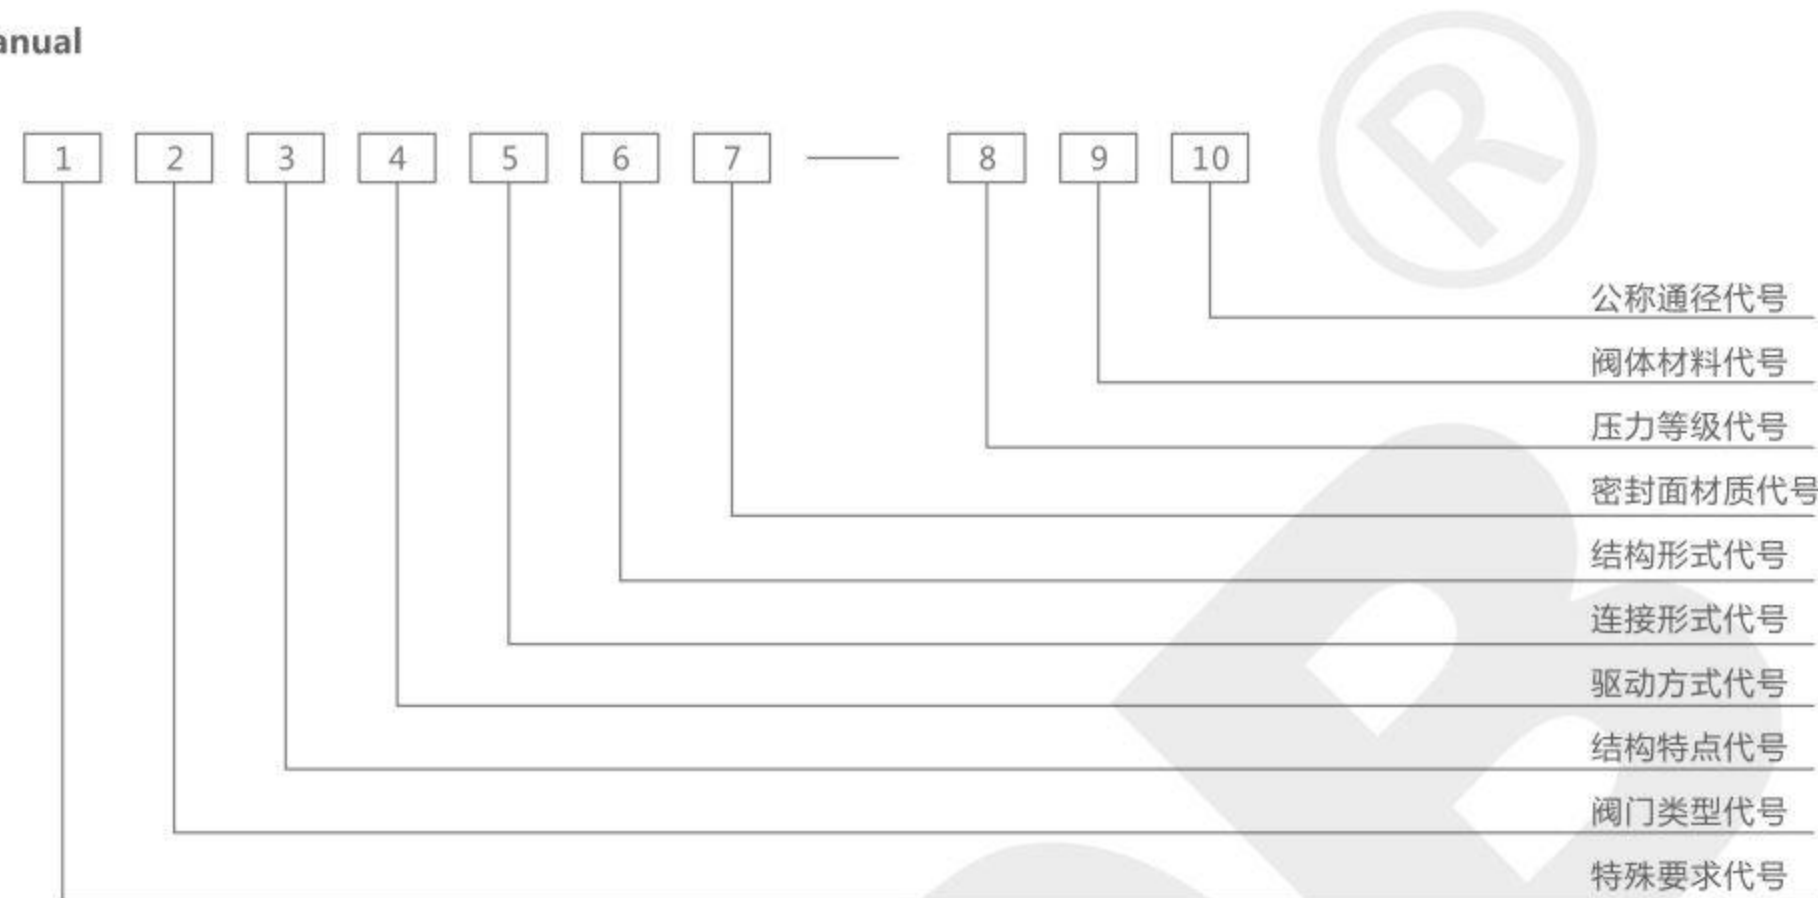 anual
1 2 3 4 5 6 7 — 8 9 10
公称通径代号
阀体材料代号
压力等级代号
密封面材质代号
结构形式代号
连接形式代号
驱动方式代号
结构特点代号
阀门类型代号
特殊要求代号
®